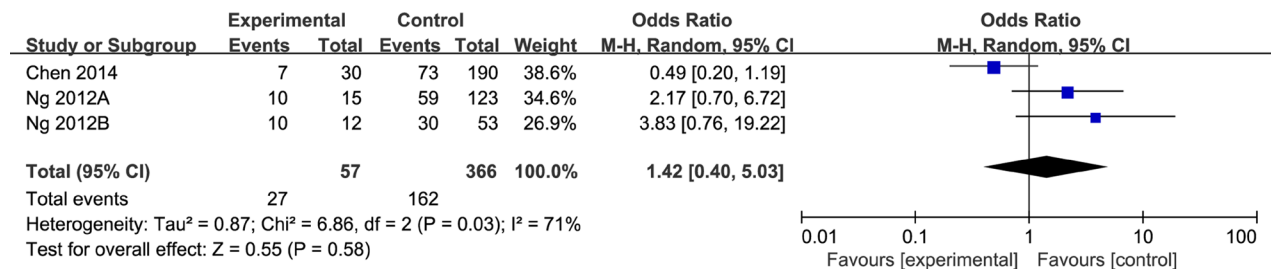 Experimental Control Odds Ratio Odds Ratio
Study or Subgroup Events Total Events Total Weight M-H, Random, 95% CI M-H, Random, 95% CI
Chen 2014 7 30 73 190 38.6% 0.49 [0.20, 1.19]
Ng 2012A 10 15 59 123 34.6% 2.17 [0.70, 6.72]
Ng 2012B 10 12 30 53 26.9% 3.83 [0.76, 19.22]
Total (95% CI) 57 366 100.0% 1.42 [0.40, 5.03]
Total events 27 162
Heterogeneity: Tau² = 0.87; Chi² = 6.86, df = 2 (P = 0.03); I² = 71%
Test for overall effect: Z = 0.55 (P = 0.58)
0.01 0.1 1 10 100
Favours [experimental] Favours [control]